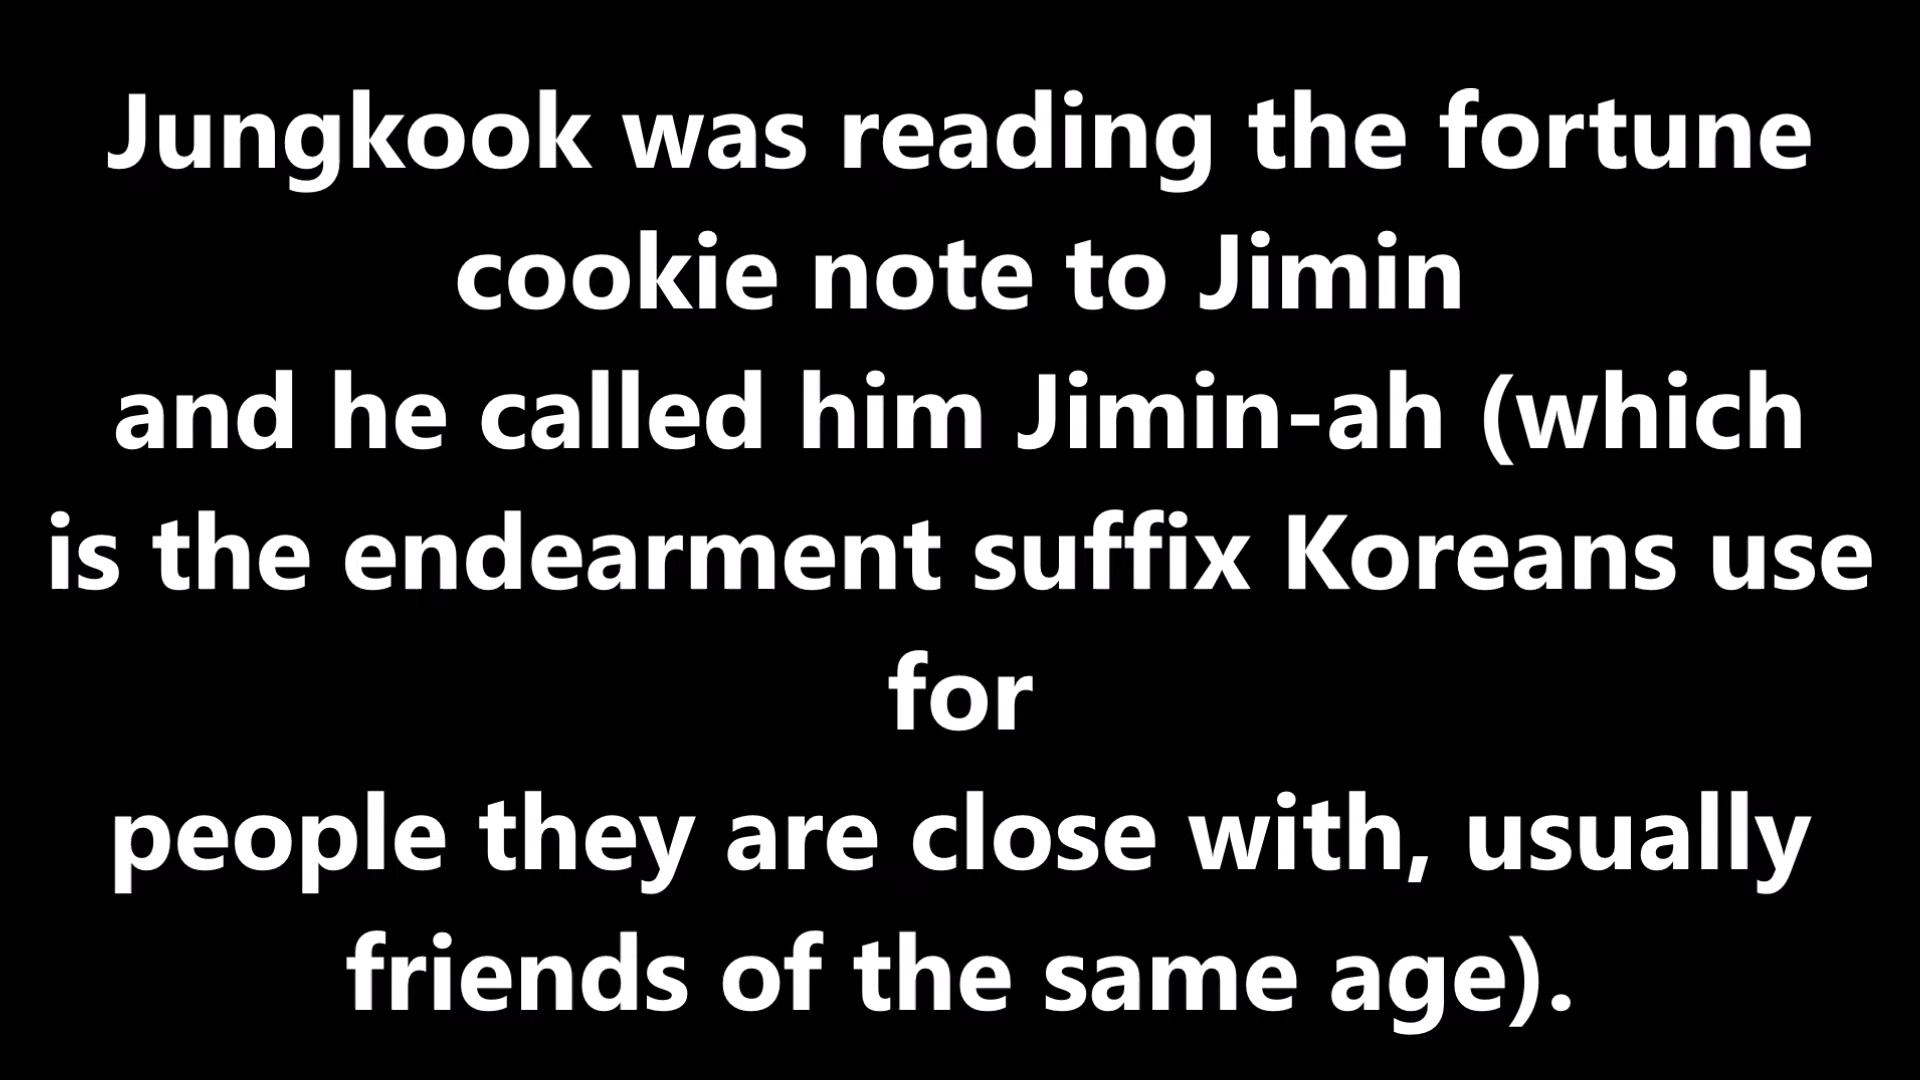 Jungkook was reading the fortune
cookie note to Jimin
and he called him Jimin-ah (which
is the endearment suffix Koreans use
for
people they are close with, usually
friends of the same age).